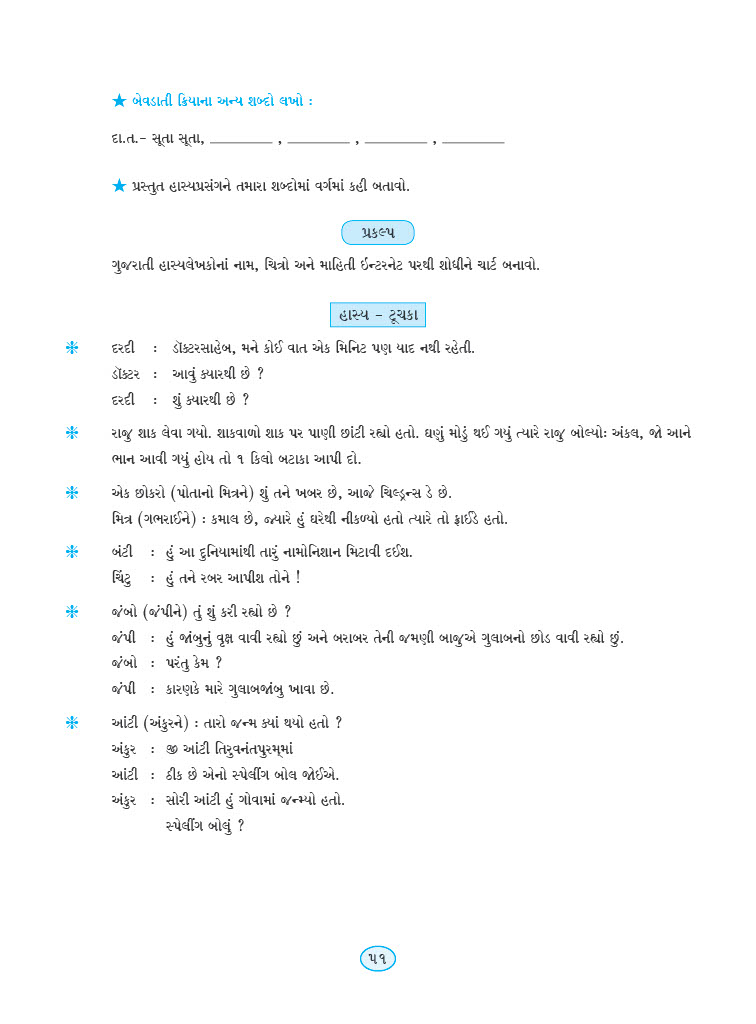 ★ બેવડાતી ક્રિયાના અન્ય શબ્દો લખો :
દા.ત.- સૂતા સૂતા, ________ , ________ , ________ , ________
★ પ્રસ્તુત હાસ્યપ્રસંગને તમારા શબ્દોમાં વર્ગમાં કહી બતાવો.
પ્રકલ્પ
ગુજરાતી હાસ્યલેખકોનાં નામ, ચિત્રો અને માહિતી ઇન્ટરનેટ પરથી શોધીને ચાર્ટ બનાવો.
હાસ્ય - ટૂચકા
દરદી : ડૉક્ટરસાહેબ, મને કોઈ વાત એક મિનિટ પણ યાદ નથી રહેતી.
ડૉક્ટર : આવું ક્યારથી છે ?
દરદી : શું ક્યારથી છે ?
રાજુ શાક લેવા ગયો. શાકવાળો શાક પર પાણી છાંટી રહ્યો હતો. ઘણું મોડું થઈ ગયું ત્યારે રાજુ બોલ્યોઃ અંકલ, જો આને
ભાન આવી ગયું હોય તો ૧ કિલો બટાકા આપી દો.
એક છોકરો (પોતાનો મિત્રને) શું તને ખબર છે, આજે ચિલ્ડ્રન્સ ડે છે.
મિત્ર (ગભરાઈને) : કમાલ છે, જ્યારે હું ઘરેથી નીકળ્યો હતો ત્યારે તો ફ્રાઈડે હતો.
બંટી : હું આ દુનિયામાંથી તારું નામોનિશાન મિટાવી દઈશ.
ચિંટુ : હું તને રબર આપીશ તોને !
જંબો (જંપીને) તું શું કરી રહ્યો છે ?
જંપી : હું જાંબુનું વૃક્ષ વાવી રહ્યો છું અને બરાબર તેની જમણી બાજુએ ગુલાબનો છોડ વાવી રહ્યો છું.
જંબો : પરંતુ કેમ ?
જંપી : કારણકે મારે ગુલાબજાંબુ ખાવા છે.
આંટી (અંકુરને) : તારો જન્મ ક્યાં થયો હતો ?
અંકુર : જી આંટી તિરુવનંતપુરમ્‌માં
આંટી : ઠીક છે એનો સ્પેલીંગ બોલ જોઈએ.
અંકુર : સોરી આંટી હું ગોવામાં જન્મ્યો હતો.
સ્પેલીંગ બોલું ?
૫૧